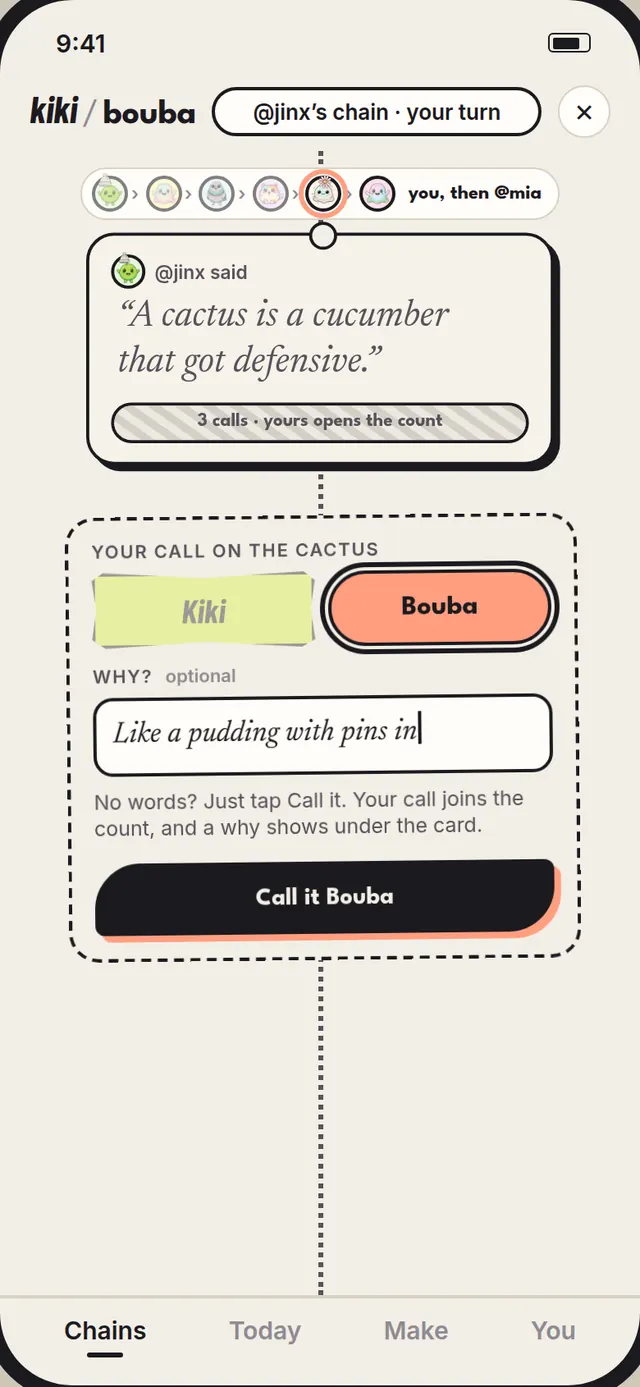 9:41
kiki / bouba
@jinx’s chain · your turn
×
you, then @mia
@jinx said
“A cactus is a cucumber
that got defensive.”
3 calls · yours opens the count
YOUR CALL ON THE CACTUS
Kiki
Bouba
WHY? optional
Like a pudding with pins in
No words? Just tap Call it. Your call joins the
count, and a why shows under the card.
Call it Bouba
Chains
Today
Make
You